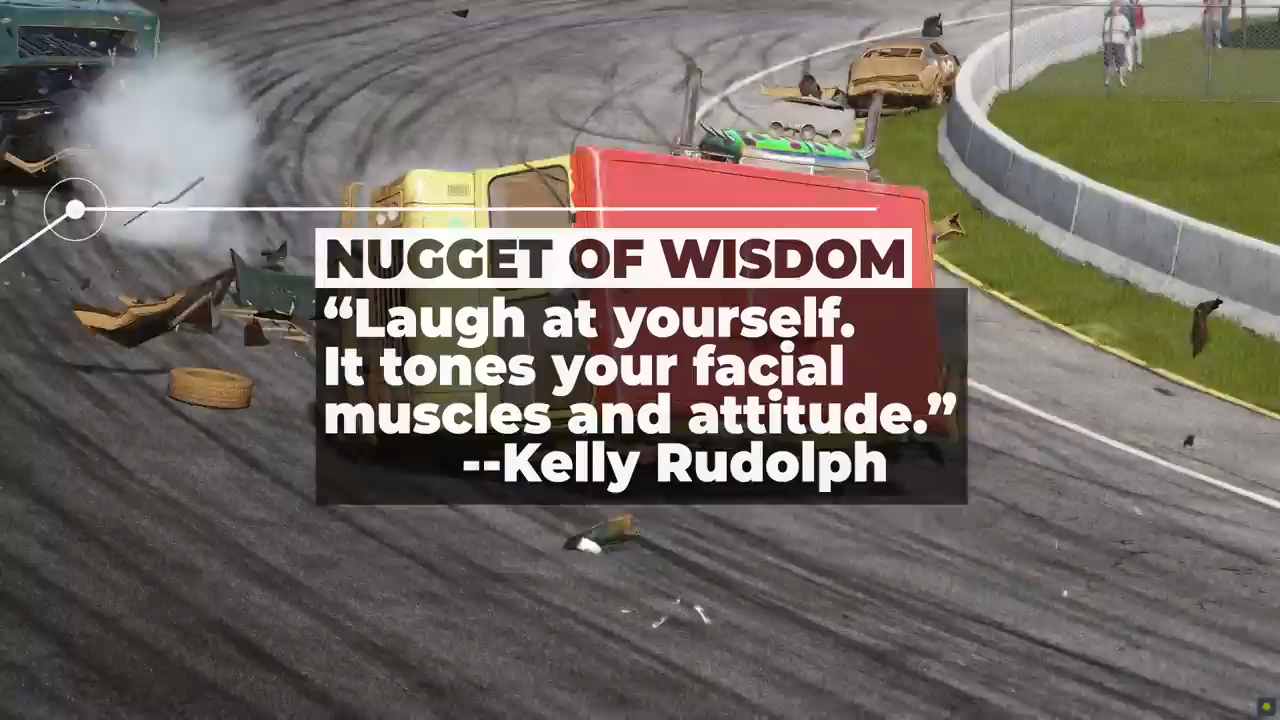 NUGGET OF WISDOM
“Laugh at yourself.
It tones your facial
muscles and attitude.”
--Kelly Rudolph